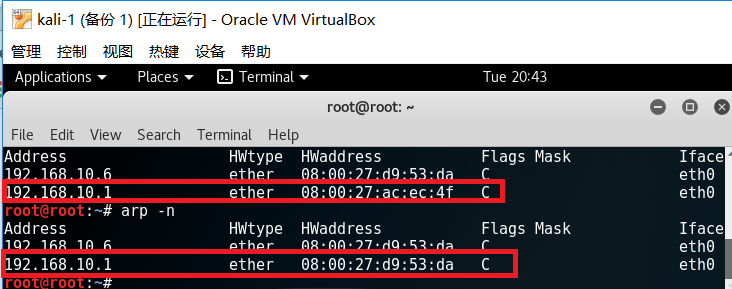 kali-1 (备份 1) [正在运行] - Oracle VM VirtualBox
管理 控制 视图 热键 设备 帮助
Applications Places Terminal Tue 20:43
root@root: ~
File Edit View Search Terminal Help
Address HWtype HWaddress Flags Mask Iface
192.168.10.6 ether 08:00:27:d9:53:da C eth0
192.168.10.1 ether 08:00:27:ac:ec:4f C eth0
root@root:~# arp -n
Address HWtype HWaddress Flags Mask Iface
192.168.10.6 ether 08:00:27:d9:53:da C eth0
192.168.10.1 ether 08:00:27:d9:53:da C eth0
root@root:~#